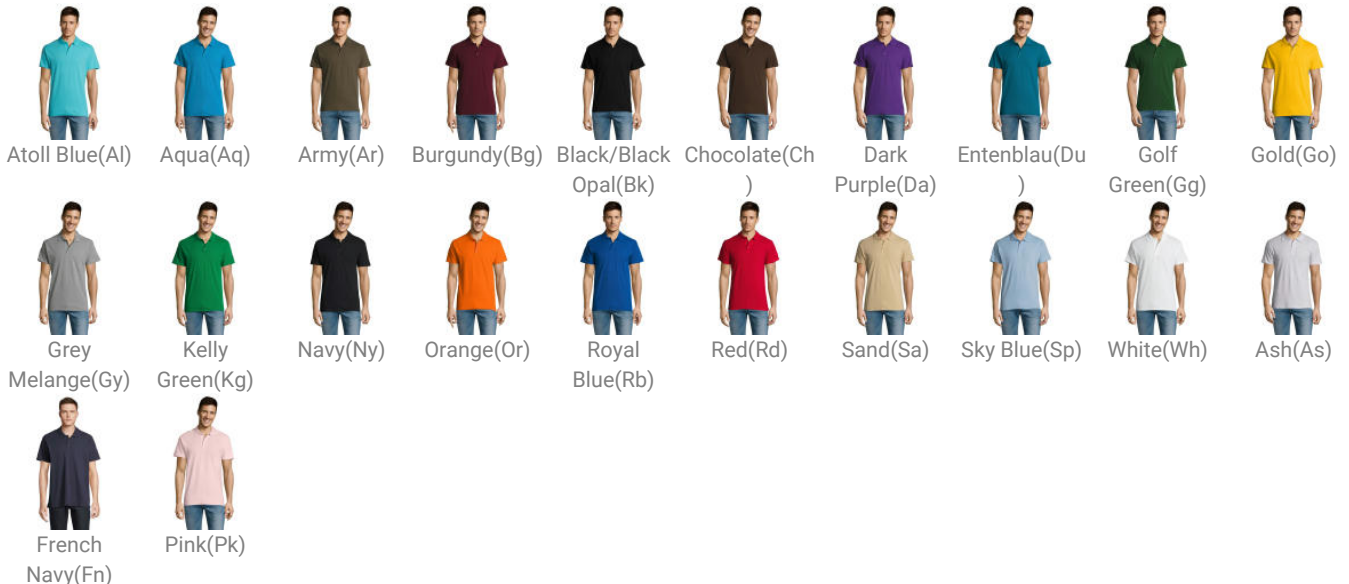 Atoll Blue(Al)
Aqua(Aq)
Army(Ar)
Burgundy(Bg)
Black/Black
Opal(Bk)
Chocolate(Ch
)
Dark
Purple(Da)
Entenblau(Du
)
Golf
Green(Gg)
Gold(Go)
Grey
Melange(Gy)
Kelly
Green(Kg)
Navy(Ny)
Orange(Or)
Royal
Blue(Rb)
Red(Rd)
Sand(Sa)
Sky Blue(Sp)
White(Wh)
Ash(As)
French
Navy(Fn)
Pink(Pk)